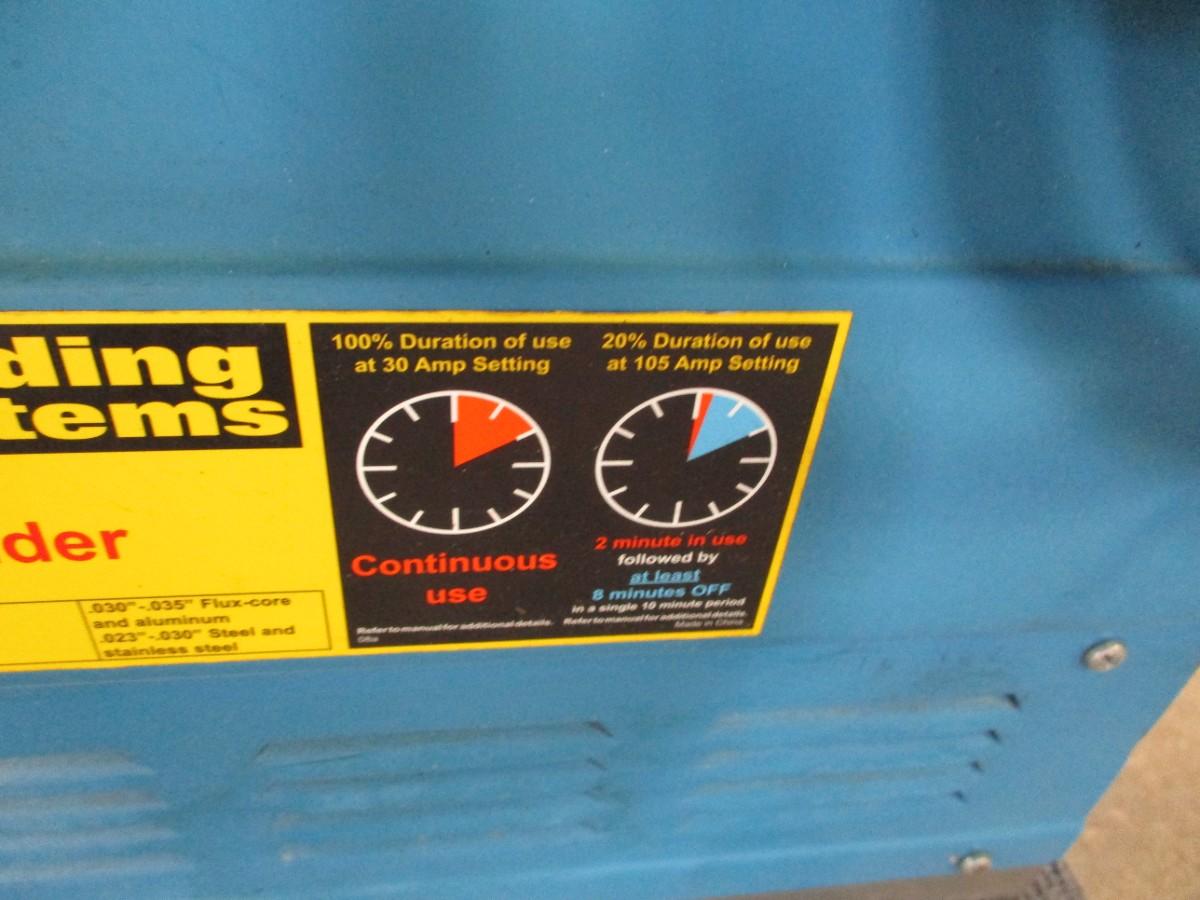 ding
tems
der
.030"-.035" Flux-core
and aluminum
.023"-.030" Steel and
stainless steel
100% Duration of use
at 30 Amp Setting
Continuous
use
Refer to manual for additional details.
20% Duration of use
at 105 Amp Setting
2 minute in use
followed by
at least
8 minutes OFF
in a single 10 minute period
Refer to manual for additional details.
Made in China